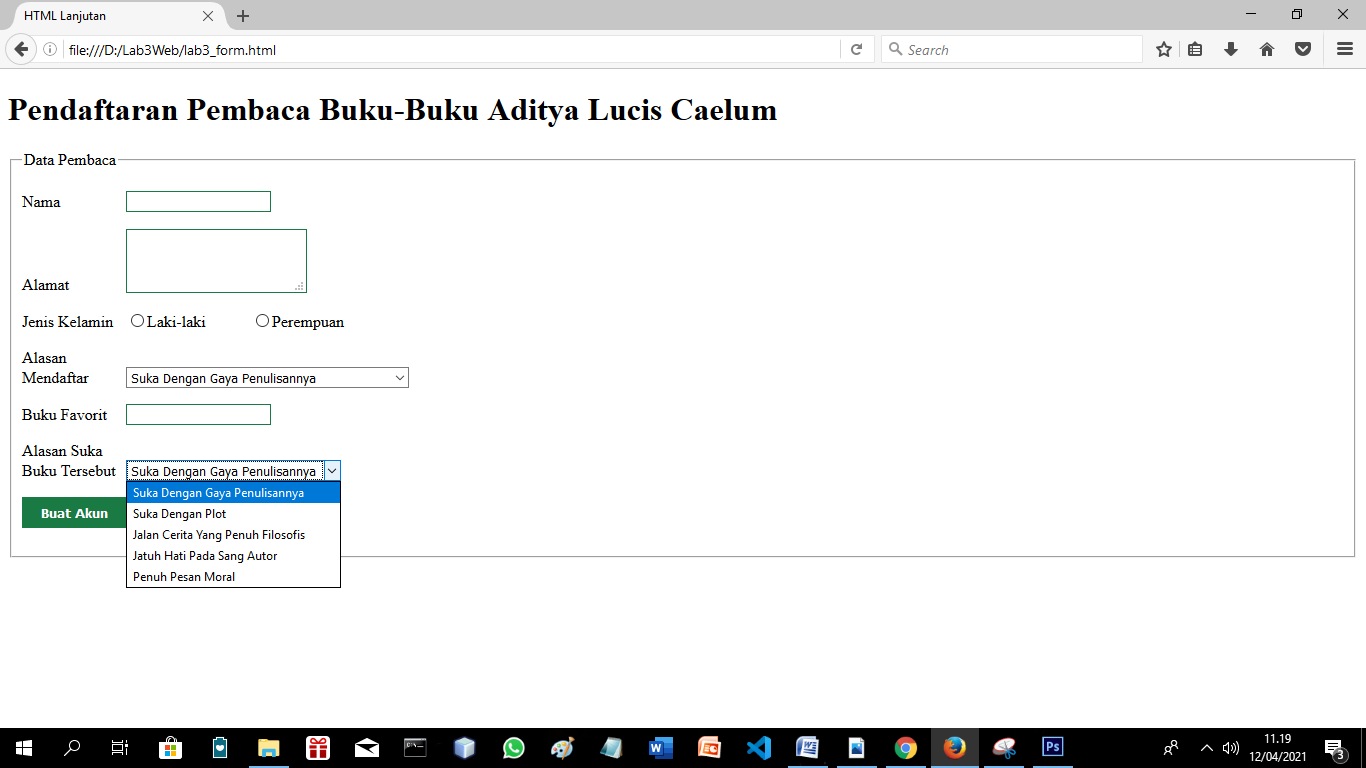 HTML Lanjutan
file:///D:/Lab3Web/lab3_form.html
Search
Pendaftaran Pembaca Buku-Buku Aditya Lucis Caelum
Data Pembaca
Nama
Alamat
Jenis Kelamin Laki-laki Perempuan
Alasan
Mendaftar Suka Dengan Gaya Penulisannya
Buku Favorit
Alasan Suka
Buku Tersebut Suka Dengan Gaya Penulisannya
Suka Dengan Gaya Penulisannya
Buat Akun Suka Dengan Plot
Jalan Cerita Yang Penuh Filosofis
Jatuh Hati Pada Sang Autor
Penuh Pesan Moral
11.19
12/04/2021
3